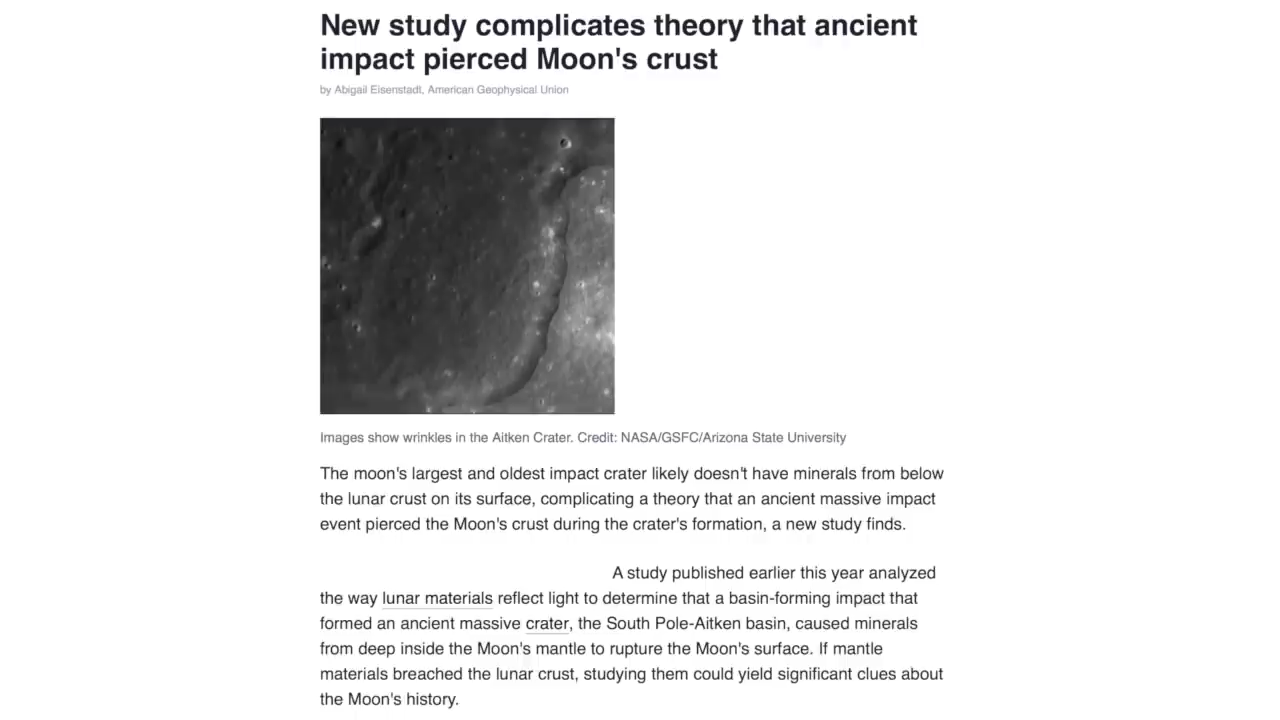 New study complicates theory that ancient
impact pierced Moon's crust
by Abigail Eisenstadt, American Geophysical Union
Images show wrinkles in the Aitken Crater. Credit: NASA/GSFC/Arizona State University
The moon's largest and oldest impact crater likely doesn't have minerals from below
the lunar crust on its surface, complicating a theory that an ancient massive impact
event pierced the Moon's crust during the crater's formation, a new study finds.
A study published earlier this year analyzed
the way lunar materials reflect light to determine that a basin-forming impact that
formed an ancient massive crater, the South Pole-Aitken basin, caused minerals
from deep inside the Moon's mantle to rupture the Moon's surface. If mantle
materials breached the lunar crust, studying them could yield significant clues about
the Moon's history.